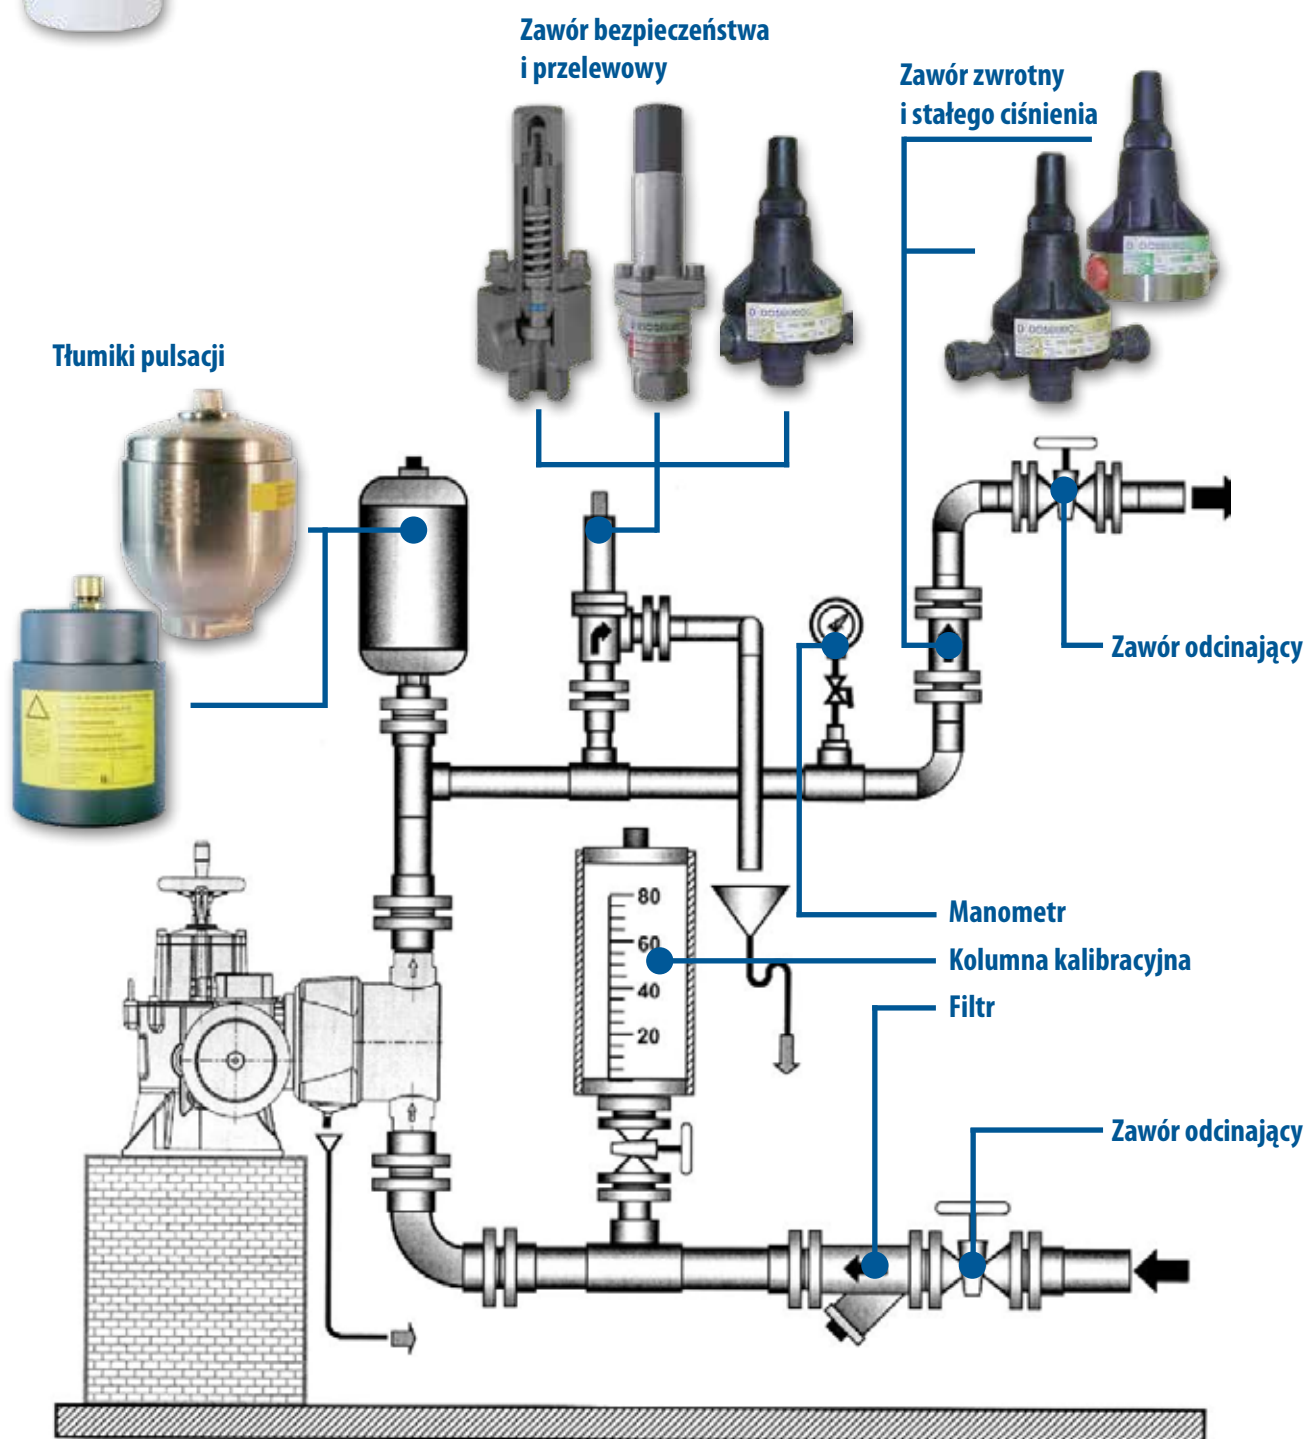 Zawór bezpieczeństwa
i przelewowy
Zawór zwrotny
i stałego ciśnienia
Tłumiki pulsacji
Zawór odcinający
80
60
40
20
Manometr
Kolumna kalibracyjna
Filtr
Zawór odcinający